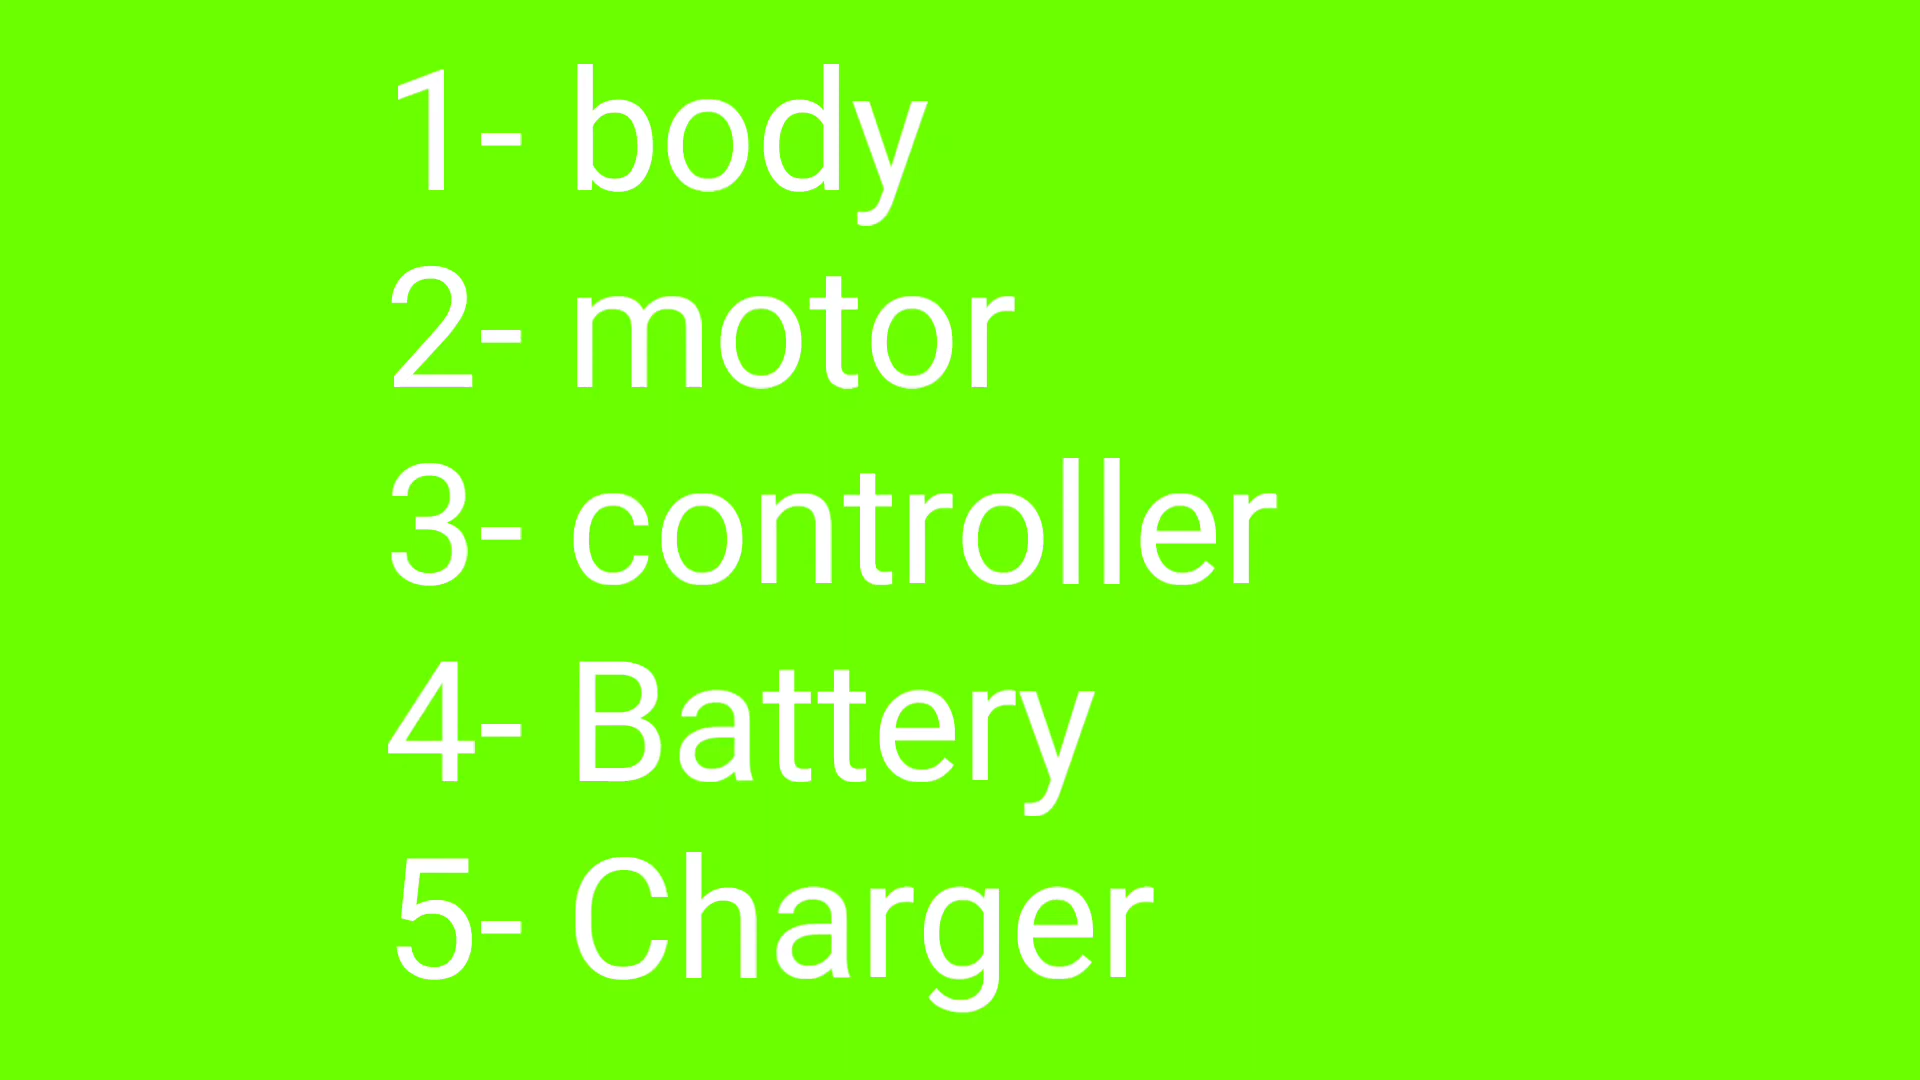 1- body
2- motor
3- controller
4- Battery
5- Charger